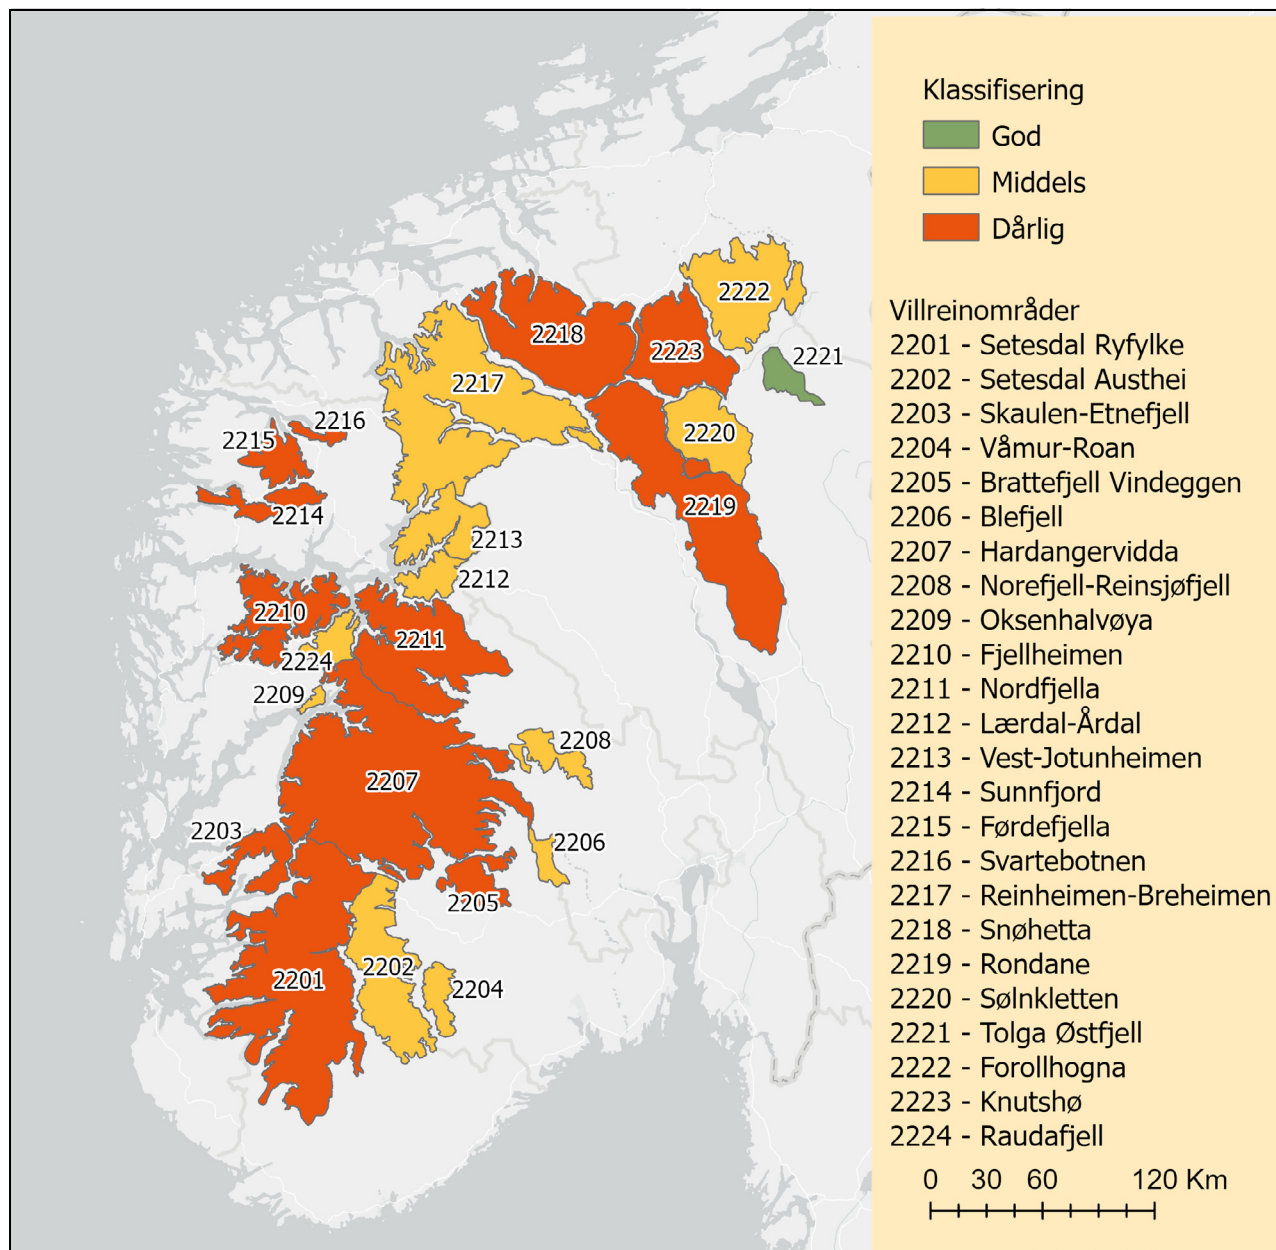 Klassifisering
God
Middels
Dårlig
Villreinområder
2201 - Setesdal Ryfylke
2202 - Setesdal Austhei
2203 - Skaulen-Etnefjell
2204 - Våmur-Roan
2205 - Brattefjell Vindeggen
2206 - Blefjell
2207 - Hardangervidda
2208 - Norefjell-Reinsjøfjell
2209 - Oksenhalvøya
2210 - Fjellheimen
2211 - Nordfjella
2212 - Lærdal-Årdal
2213 - Vest-Jotunheimen
2214 - Sunnfjord
2215 - Førdefjella
2216 - Svartebotnen
2217 - Reinheimen-Breheimen
2218 - Snøhetta
2219 - Rondane
2220 - Sølnkletten
2221 - Tolga Østfjell
2222 - Forollhogna
2223 - Knutshø
2224 - Raudafjell
0 30 60 120 Km
2222
2218
2223
2221
2217
2216
2215
2220
2219
2214
2213
2212
2210
2211
2224
2209
2208
2207
2203
2206
2205
2202
2201
2204